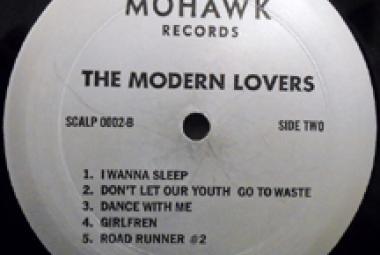 MOHAWK
RECORDS
THE MODERN LOVERS
SCALP 0002-B SIDE TWO
1. I WANNA SLEEP
2. DON'T LET OUR YOUTH GO TO WASTE
3. DANCE WITH ME
4. GIRLFREN
5. ROAD RUNNER #2